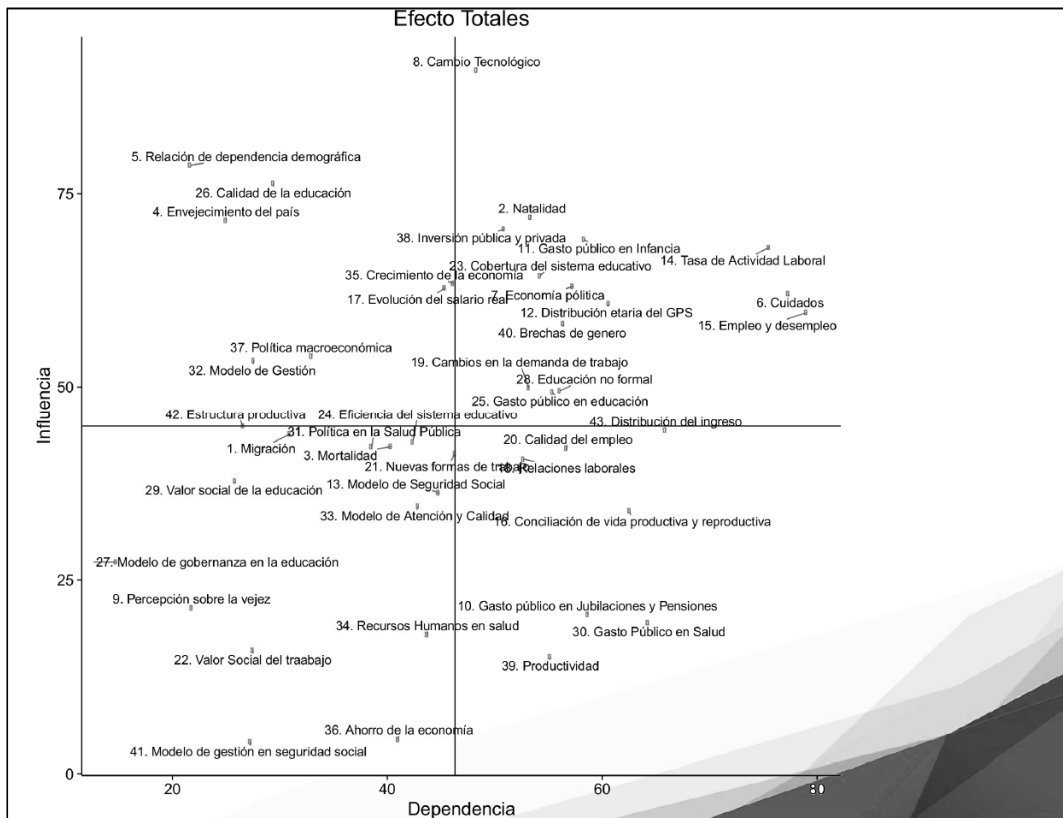 Efecto Totales
8. Cambio Tecnológico
5. Relación de dependencia demográfica
26. Calidad de la educación
75
4. Envejecimiento del país
2. Natalidad
38. Inversión pública y privada
11. Gasto público en Infancia
14. Tasa de Actividad Laboral
23. Cobertura del sistema educativo
35. Crecimiento de la economía
7. Economía pólitica
17. Evolución del salario real
6. Cuidados
12. Distribución etaria del GPS
15. Empleo y desempleo
40. Brechas de genero
37. Política macroeconómica
19. Cambios en la demanda de trabajo
32. Modelo de Gestión
28. Educación no formal
50
25. Gasto público en educación
42. Estructura productiva
24. Eficiencia del sistema educativo
43. Distribución del ingreso
Influencia
31. Política en la Salud Pública
20. Calidad del empleo
1. Migración
3. Mortalidad
21. Nuevas formas de trabajo
18. Relaciones laborales
29. Valor social de la educación
13. Modelo de Seguridad Social
33. Modelo de Atención y Calidad
16. Conciliación de vida productiva y reproductiva
27. Modelo de gobernanza en la educación
25
9. Percepción sobre la vejez
10. Gasto público en Jubilaciones y Pensiones
34. Recursos Humanos en salud
30. Gasto Público en Salud
22. Valor Social del traabajo
39. Productividad
36. Ahorro de la economía
41. Modelo de gestión en seguridad social
0
20
40
60
80
Dependencia